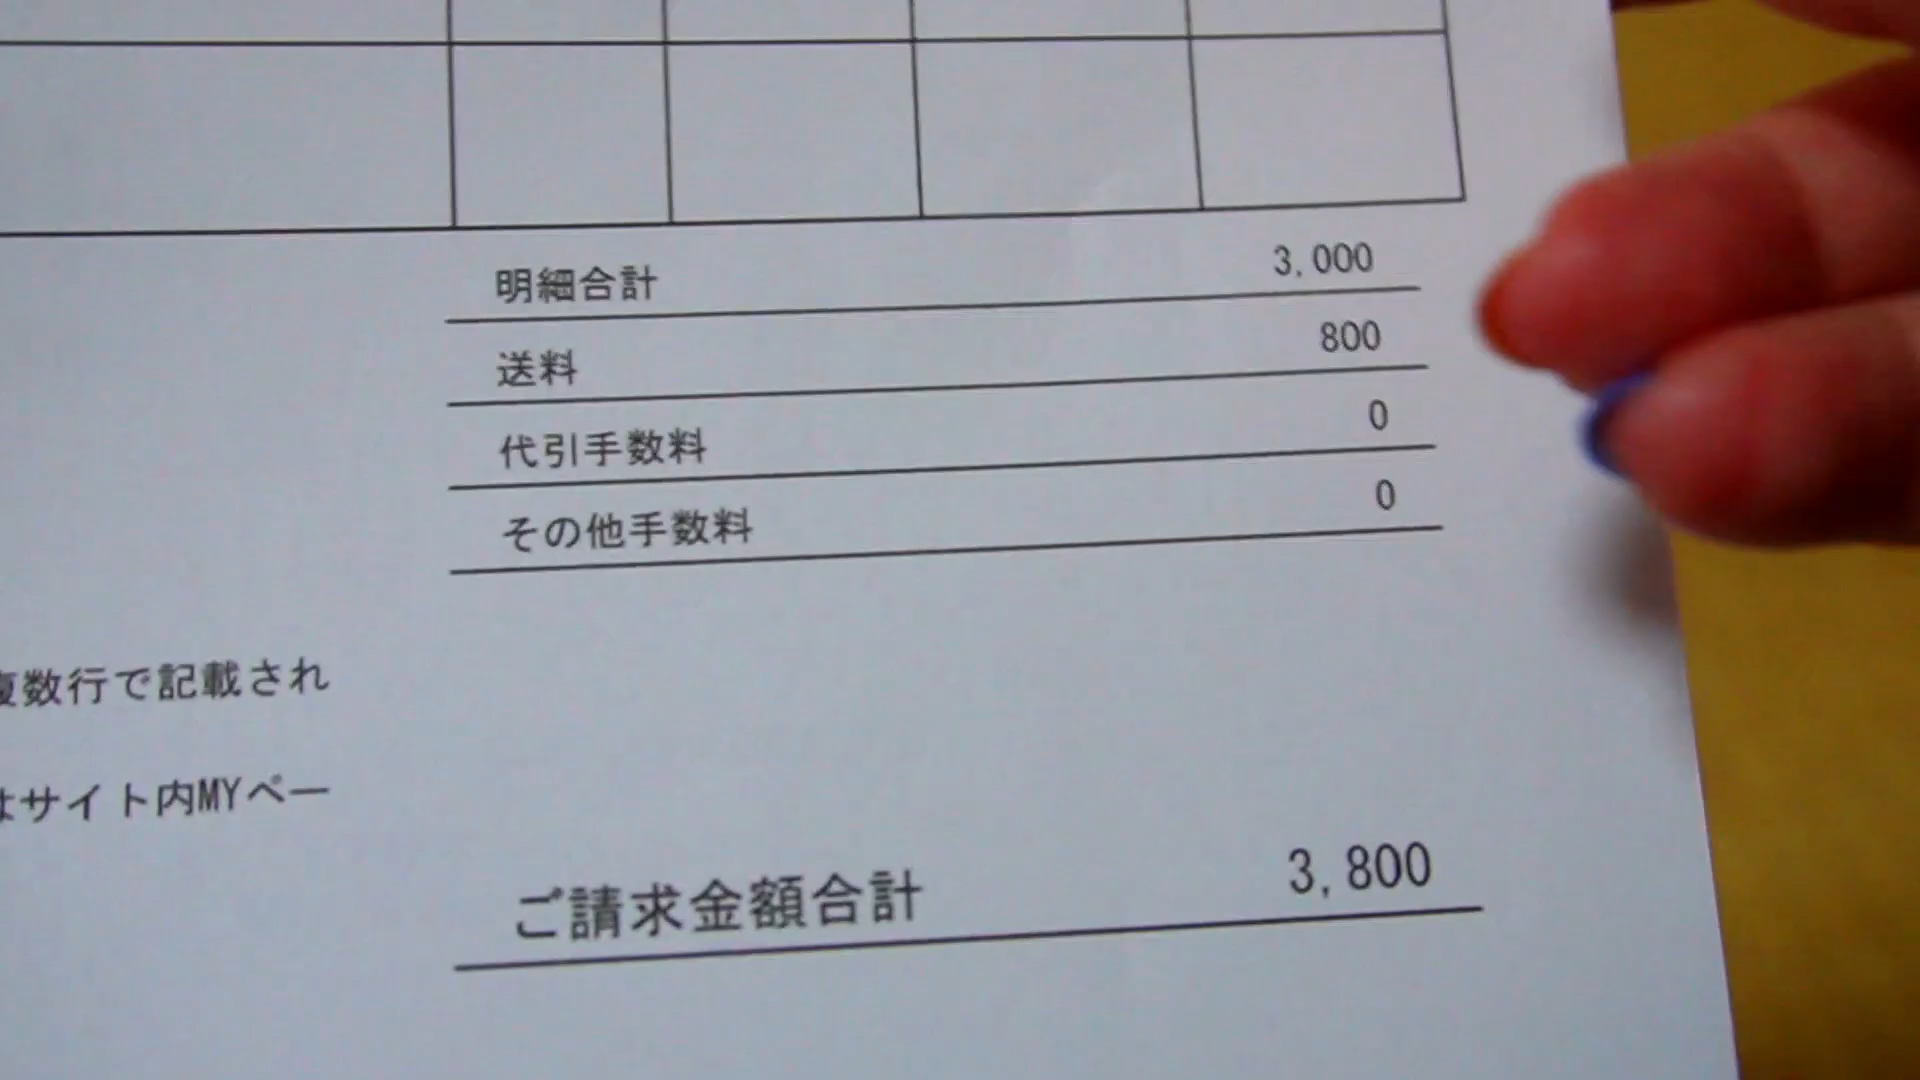 明細合計 3,000
送料 800
代引手数料 0
その他手数料 0
複数行で記載され
はサイト内MYペー
ご請求金額合計 3,800